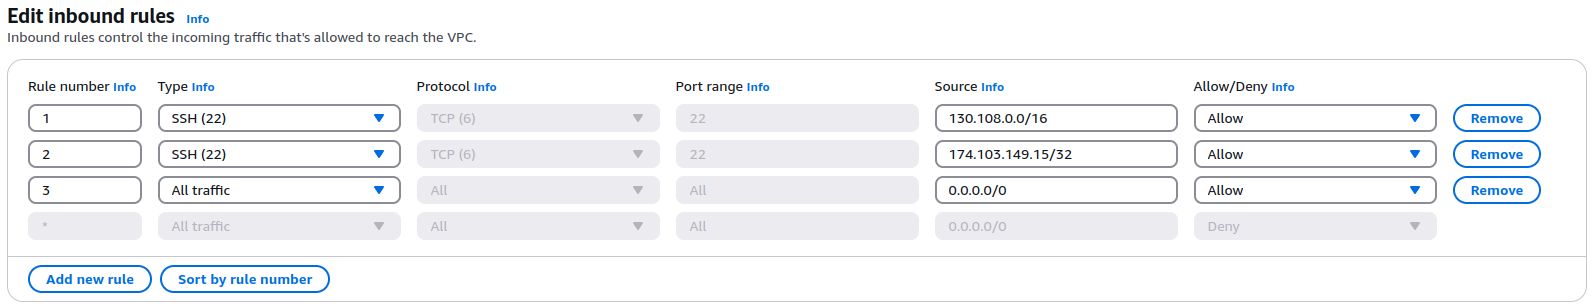 Edit inbound rules Info
Inbound rules control the incoming traffic that's allowed to reach the VPC.
Rule number Info Type Info Protocol Info Port range Info Source Info Allow/Deny Info
1 SSH (22) TCP (6) 22 130.108.0.0/16 Allow Remove
2 SSH (22) TCP (6) 22 174.103.149.15/32 Allow Remove
3 All traffic All All 0.0.0.0/0 Allow Remove
* All traffic All All 0.0.0.0/0 Deny
Add new rule Sort by rule number